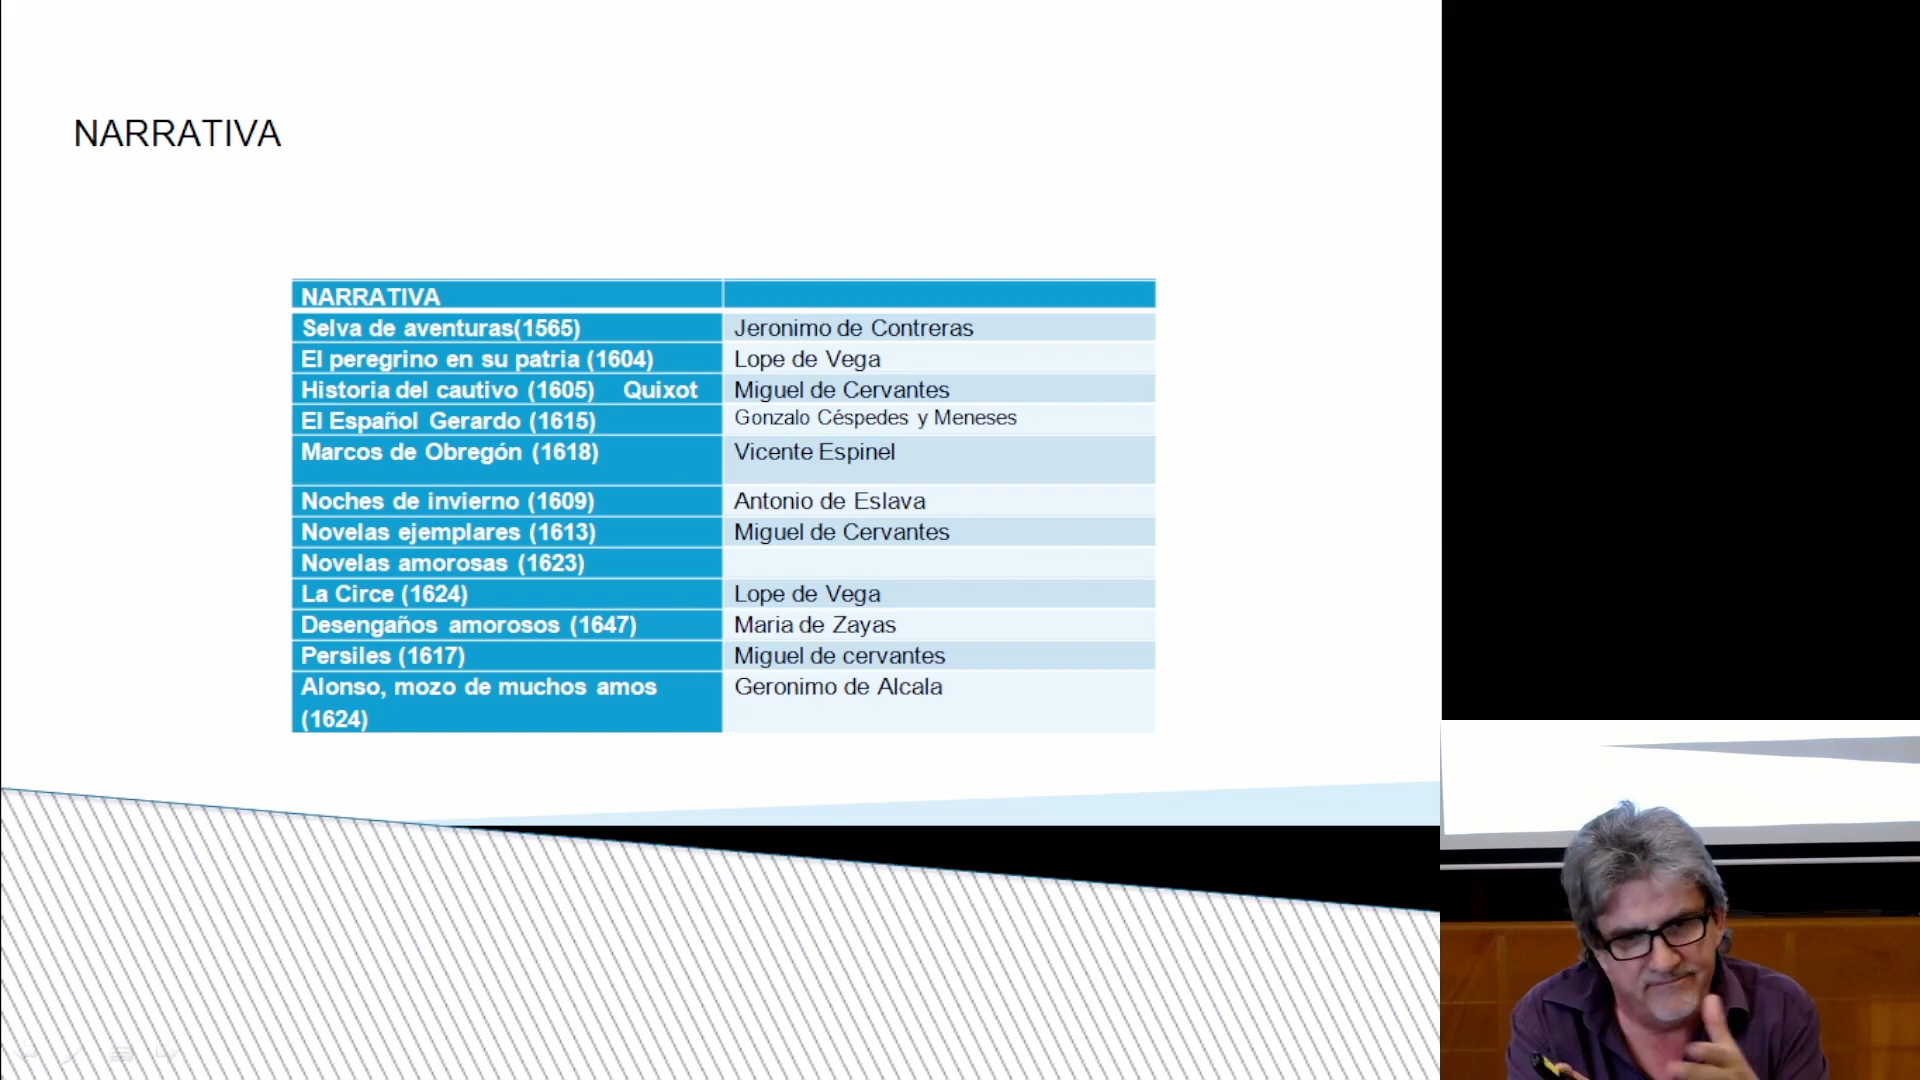 NARRATIVA
NARRATIVA
Selva de aventuras(1565) Jeronimo de Contreras
El peregrino en su patria (1604) Lope de Vega
Historia del cautivo (1605) Quixot Miguel de Cervantes
El Español Gerardo (1615) Gonzalo Céspedes y Meneses
Marcos de Obregón (1618) Vicente Espinel
Noches de invierno (1609) Antonio de Eslava
Novelas ejemplares (1613) Miguel de Cervantes
Novelas amorosas (1623)
La Circe (1624) Lope de Vega
Desengaños amorosos (1647) Maria de Zayas
Persiles (1617) Miguel de cervantes
Alonso, mozo de muchos amos Geronimo de Alcala
(1624)